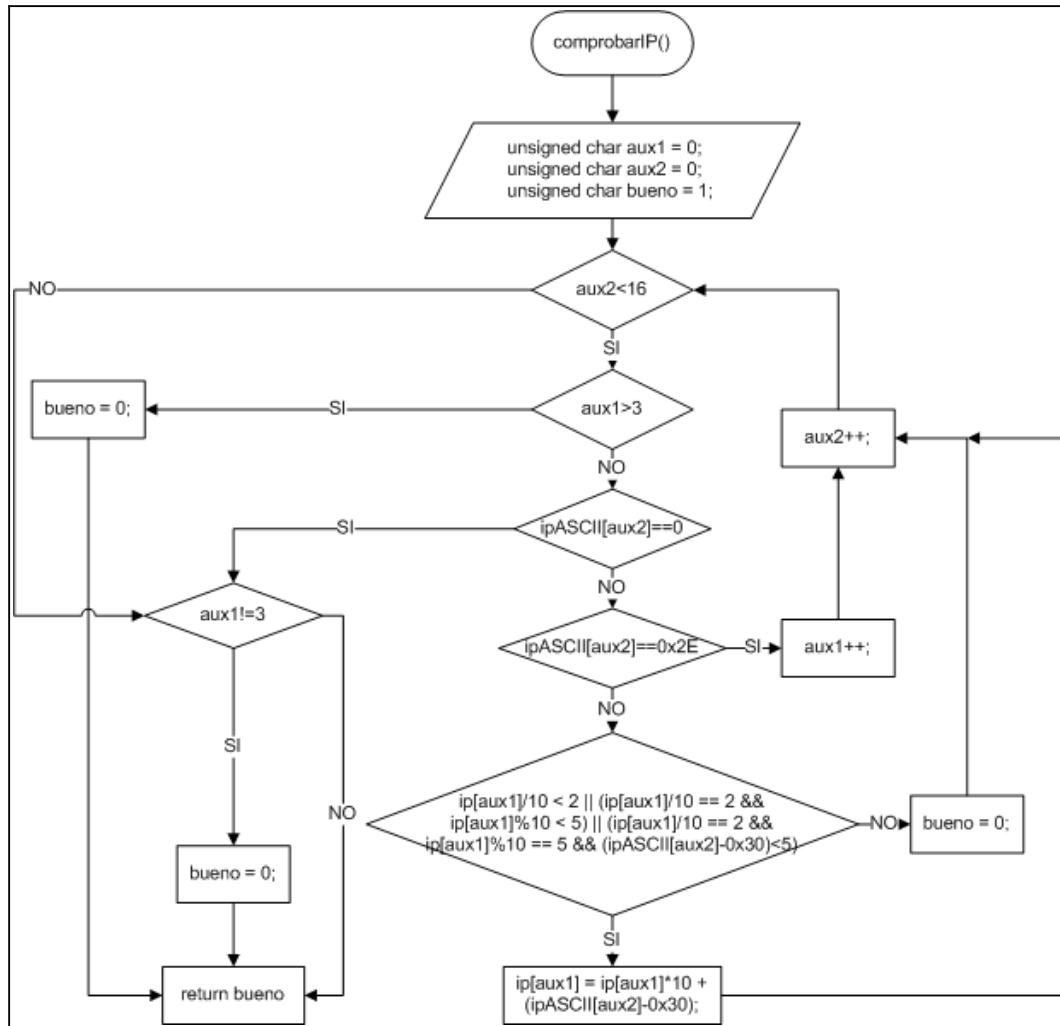 comprobarIP()
unsigned char aux1 = 0;
unsigned char aux2 = 0;
unsigned char bueno = 1;
NO
aux2<16
SI
bueno = 0;
SI
aux1>3
aux2++;
NO
SI
ipASCII[aux2]==0
NO
aux1!=3
ipASCII[aux2]==0x2E
SI
aux1++;
NO
SI
NO
ip[aux1]/10 < 2 || (ip[aux1]/10 == 2 &&
ip[aux1]%10 < 5) || (ip[aux1]/10 == 2 &&
ip[aux1]%10 == 5 && (ipASCII[aux2]-0x30)<5)
NO
bueno = 0;
bueno = 0;
SI
return bueno
ip[aux1] = ip[aux1]*10 +
(ipASCII[aux2]-0x30);